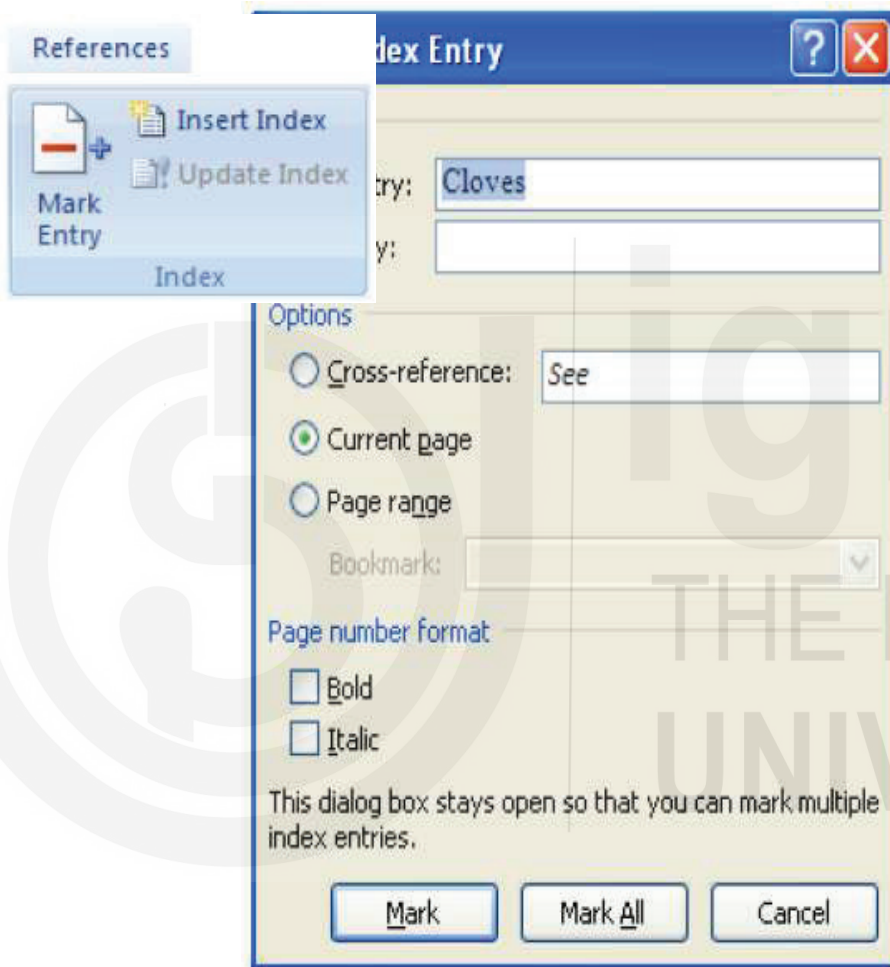 References
Insert Index
Update Index
Mark
Entry
Index
dex Entry
try: Cloves
y:
Options
Cross-reference: See
Current page
Page range
Bookmark:
Page number format
Bold
Italic
This dialog box stays open so that you can mark multiple
index entries.
Mark Mark All Cancel
ig
THE
UNIV